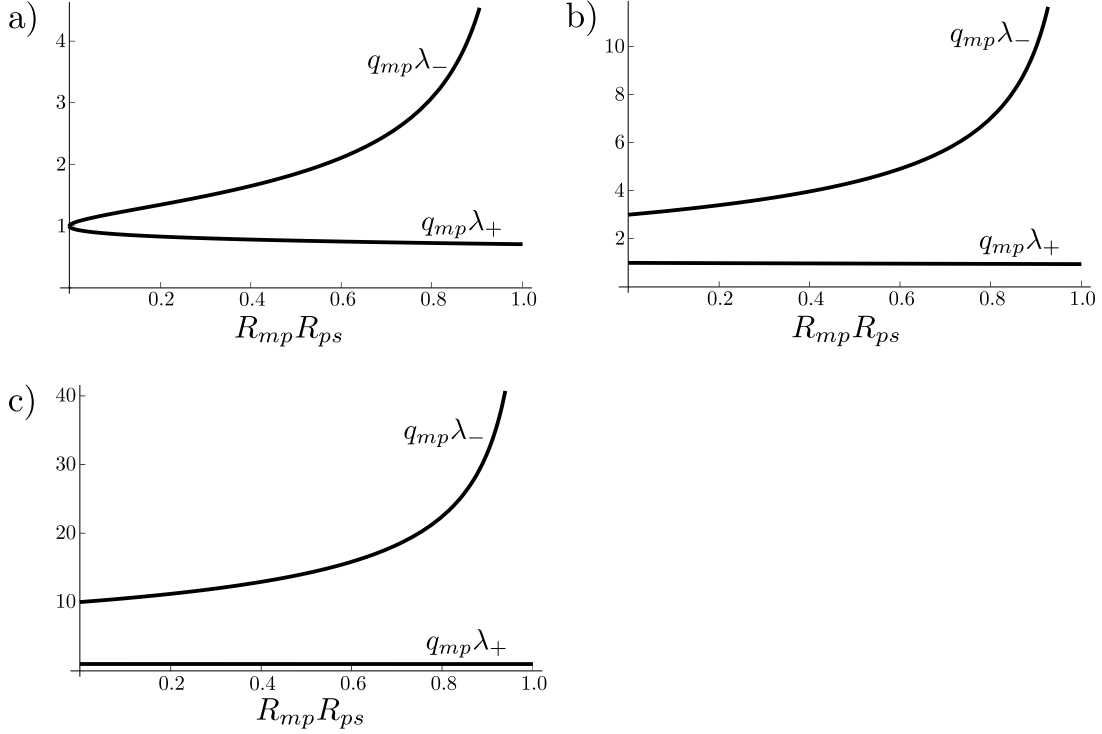 a)
4
3
2
1
q_{mp}λ_−
q_{mp}λ_+
0.2 0.4 0.6 0.8 1.0
R_{mp}R_{ps}
b)
10
8
6
4
2
q_{mp}λ_−
q_{mp}λ_+
0.2 0.4 0.6 0.8 1.0
R_{mp}R_{ps}
c)
40
30
20
10
q_{mp}λ_−
q_{mp}λ_+
0.2 0.4 0.6 0.8 1.0
R_{mp}R_{ps}